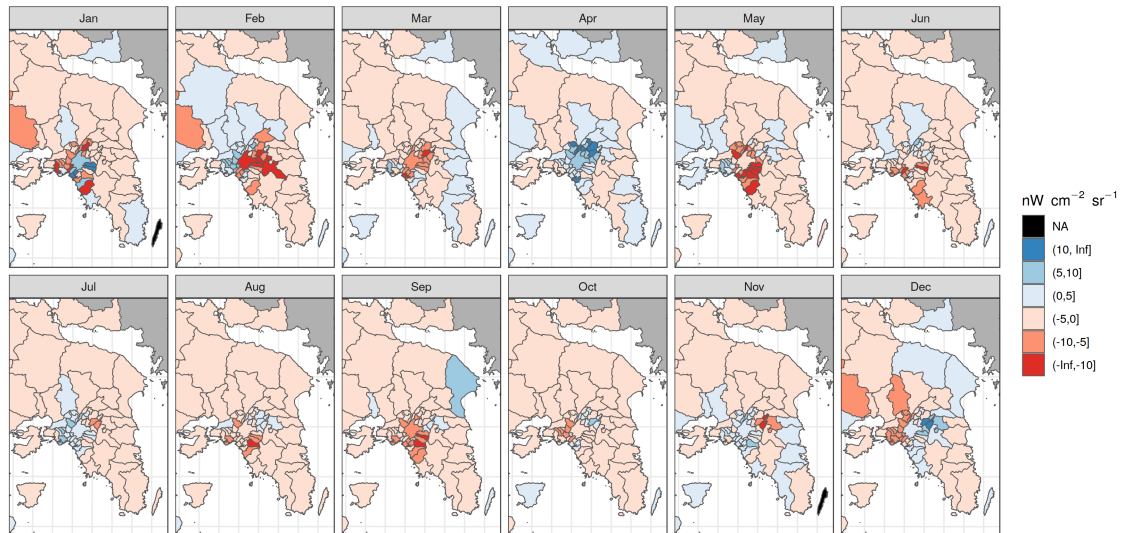 Jan Feb Mar Apr May Jun
nW cm−2 sr−1
NA
(10, Inf]
(5,10]
(0,5]
(-5,0]
(-10,-5]
(-Inf,-10]
Jul Aug Sep Oct Nov Dec